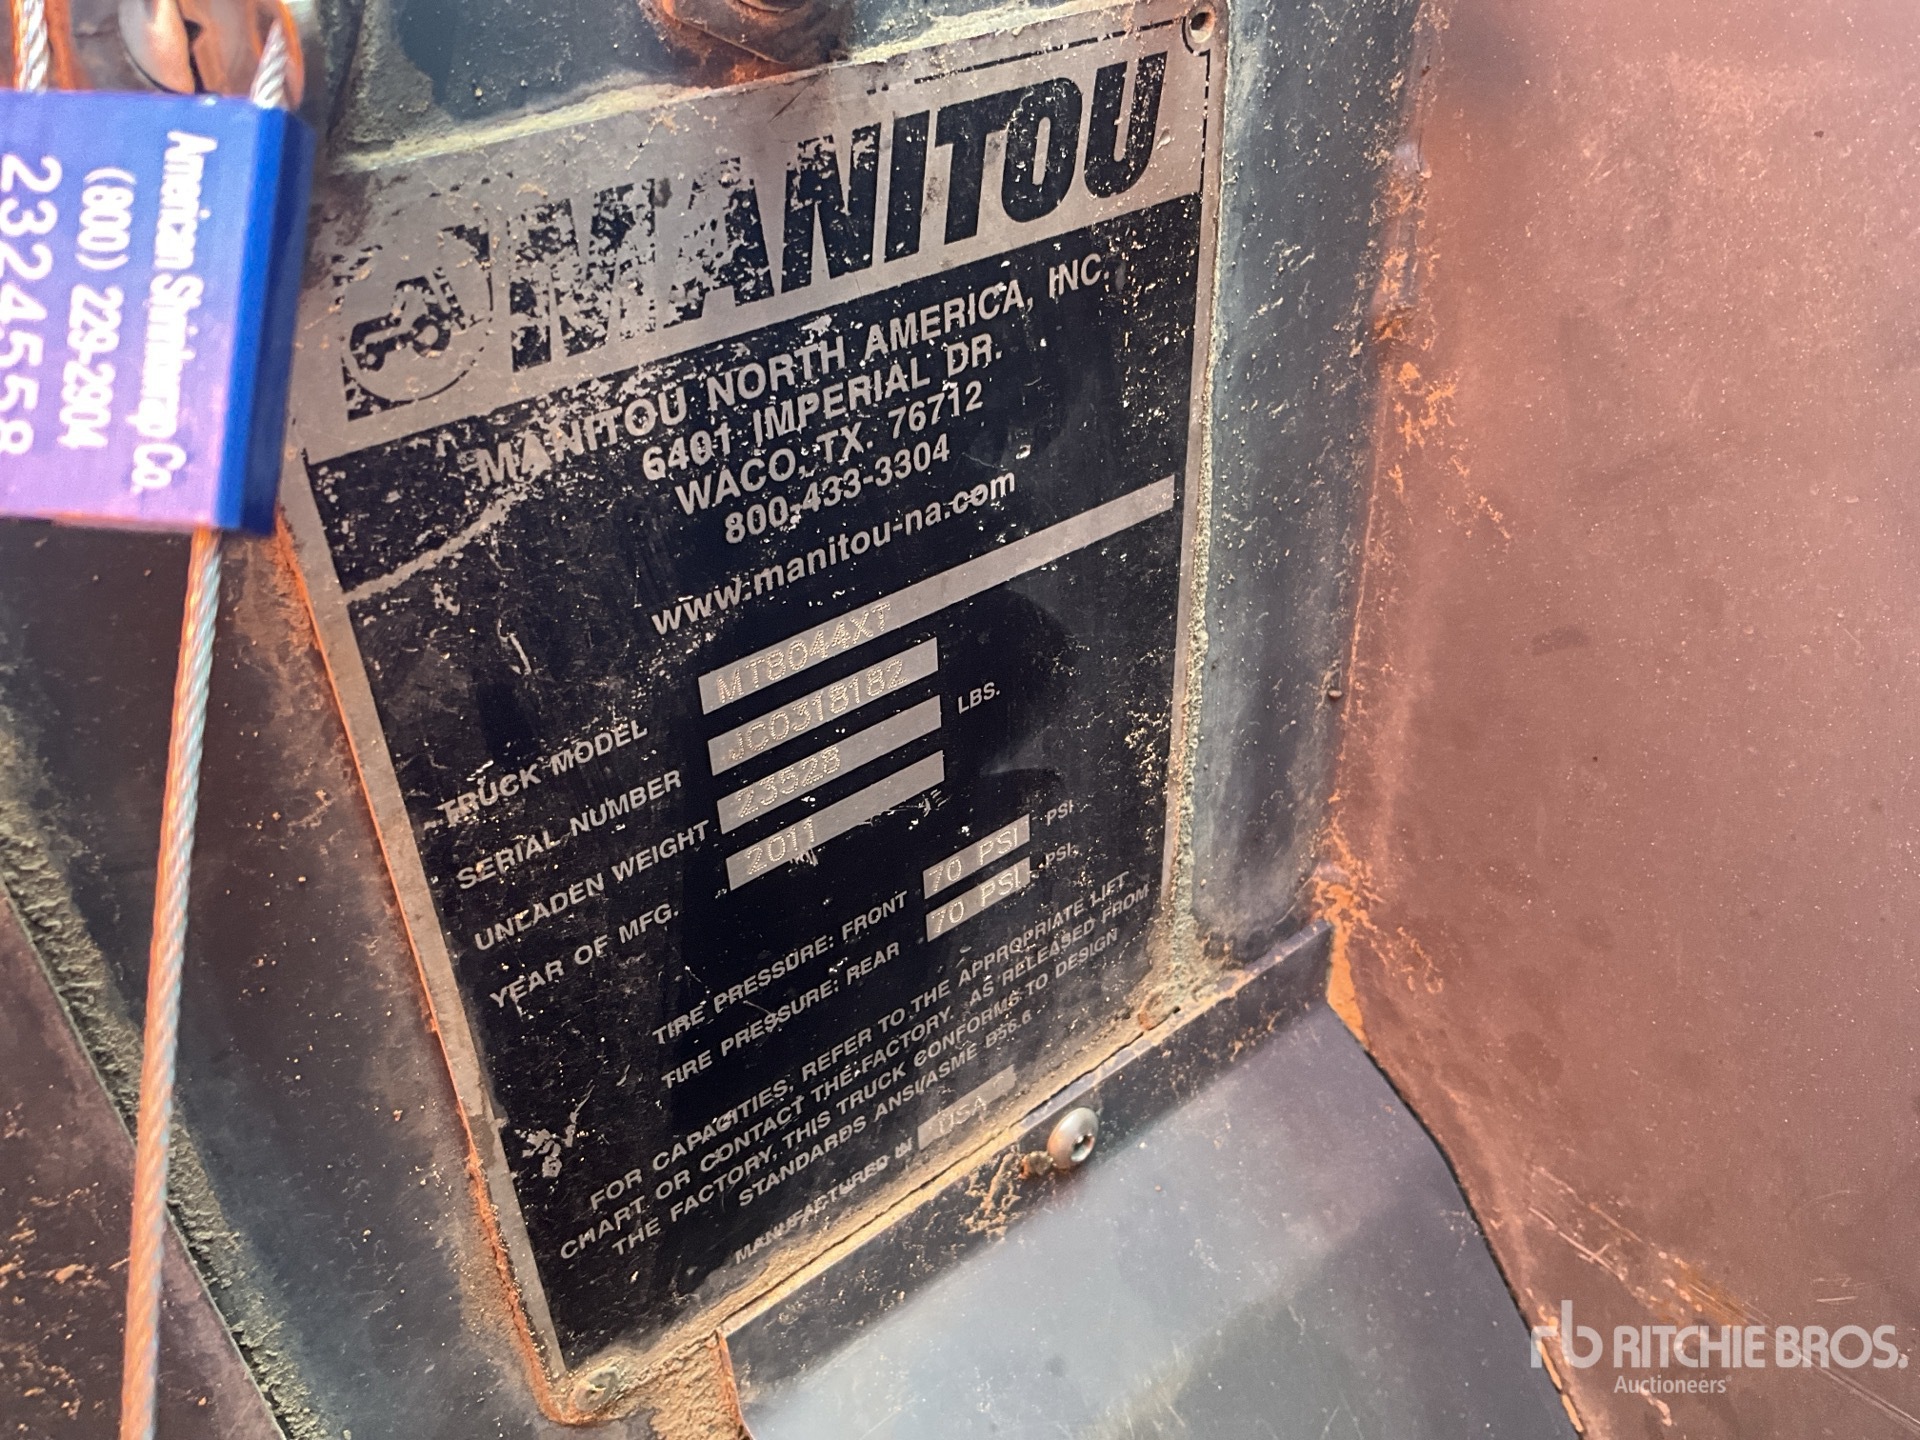 American Shrinkwrap Co.
(800) 229-2904
2324558
MANITOU
MANITOU NORTH AMERICA, INC.
6401 IMPERIAL DR.
WACO, TX. 76712
800-433-3304
www.manitou-na.com
TRUCK MODEL MT8044XT
SERIAL NUMBER JC0318182
UNLADEN WEIGHT 23528 LBS.
YEAR OF MFG. 2011
TIRE PRESSURE: FRONT 70 PSI PSI
TIRE PRESSURE: REAR 70 PSI PSI
FOR CAPACITIES, REFER TO THE APPROPRIATE LIFT
CHART OR CONTACT THE FACTORY. AS RELEASED FROM
THE FACTORY, THIS TRUCK CONFORMS TO DESIGN
STANDARDS ANSI/ASME B56.6
MANUFACTURED IN USA
rb RITCHIE BROS.
Auctioneers